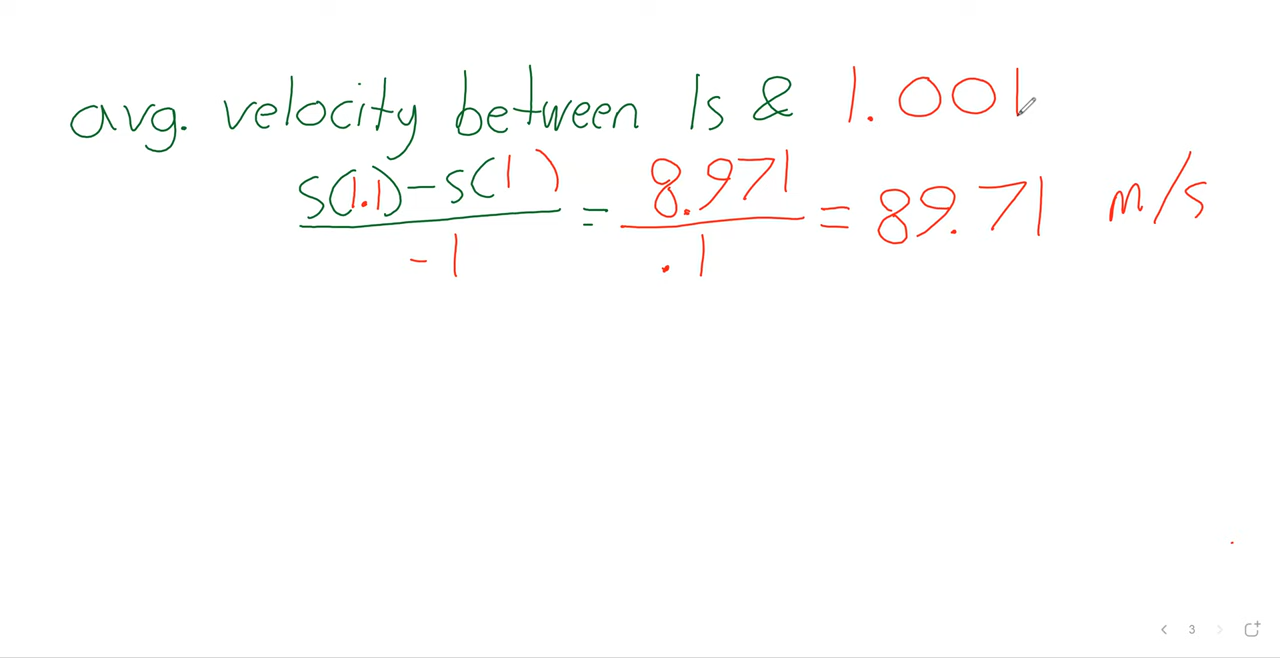 avg. velocity between 1s & 1.001
s(1.1) - s(1) / -1 = 8.971 / .1 = 89.71 m/s
3